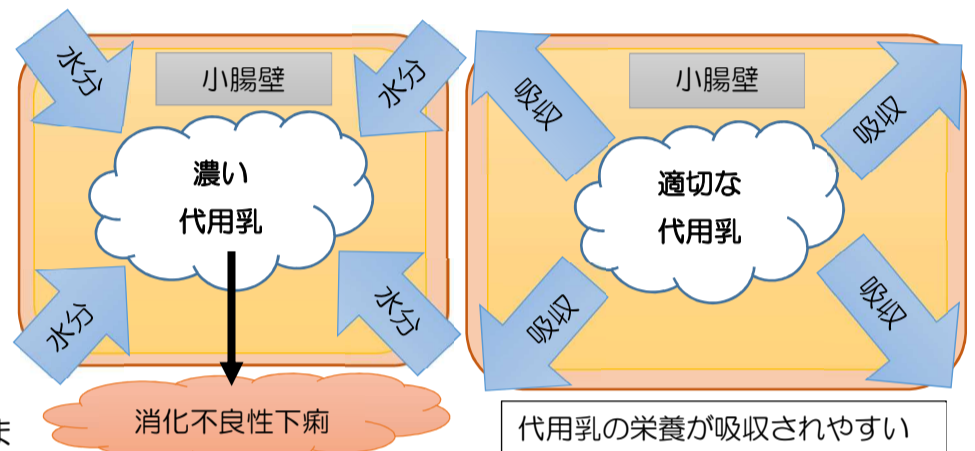 水分
水分
小腸壁
濃い
代用乳
水分
水分
消化不良性下痢
吸収
吸収
小腸壁
適切な
代用乳
吸収
吸収
代用乳の栄養が吸収されやすい
ま